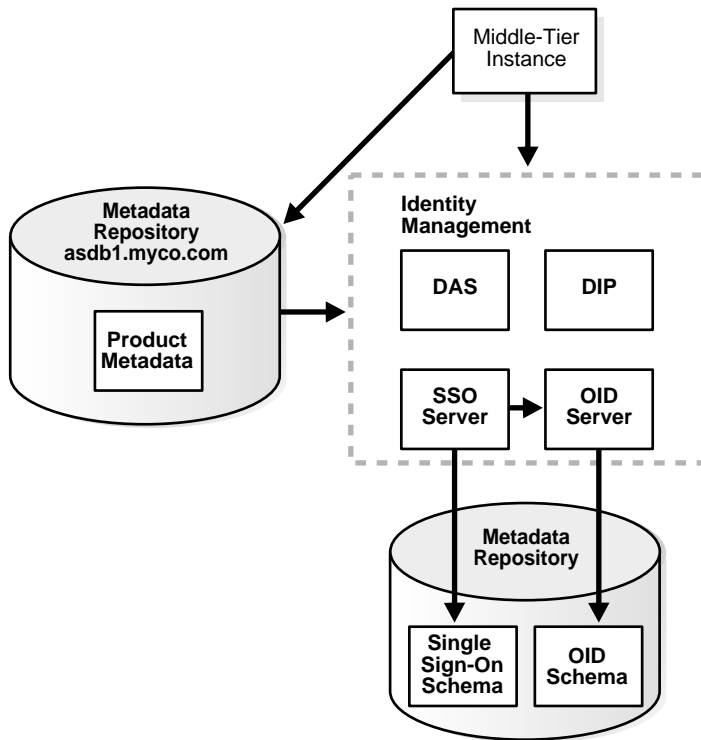 Middle-Tier
Instance
Metadata
Repository
asdb1.myco.com
Product
Metadata
Identity
Management
DAS
DIP
SSO
Server
OID
Server
Metadata
Repository
Single
Sign-On
Schema
OID
Schema